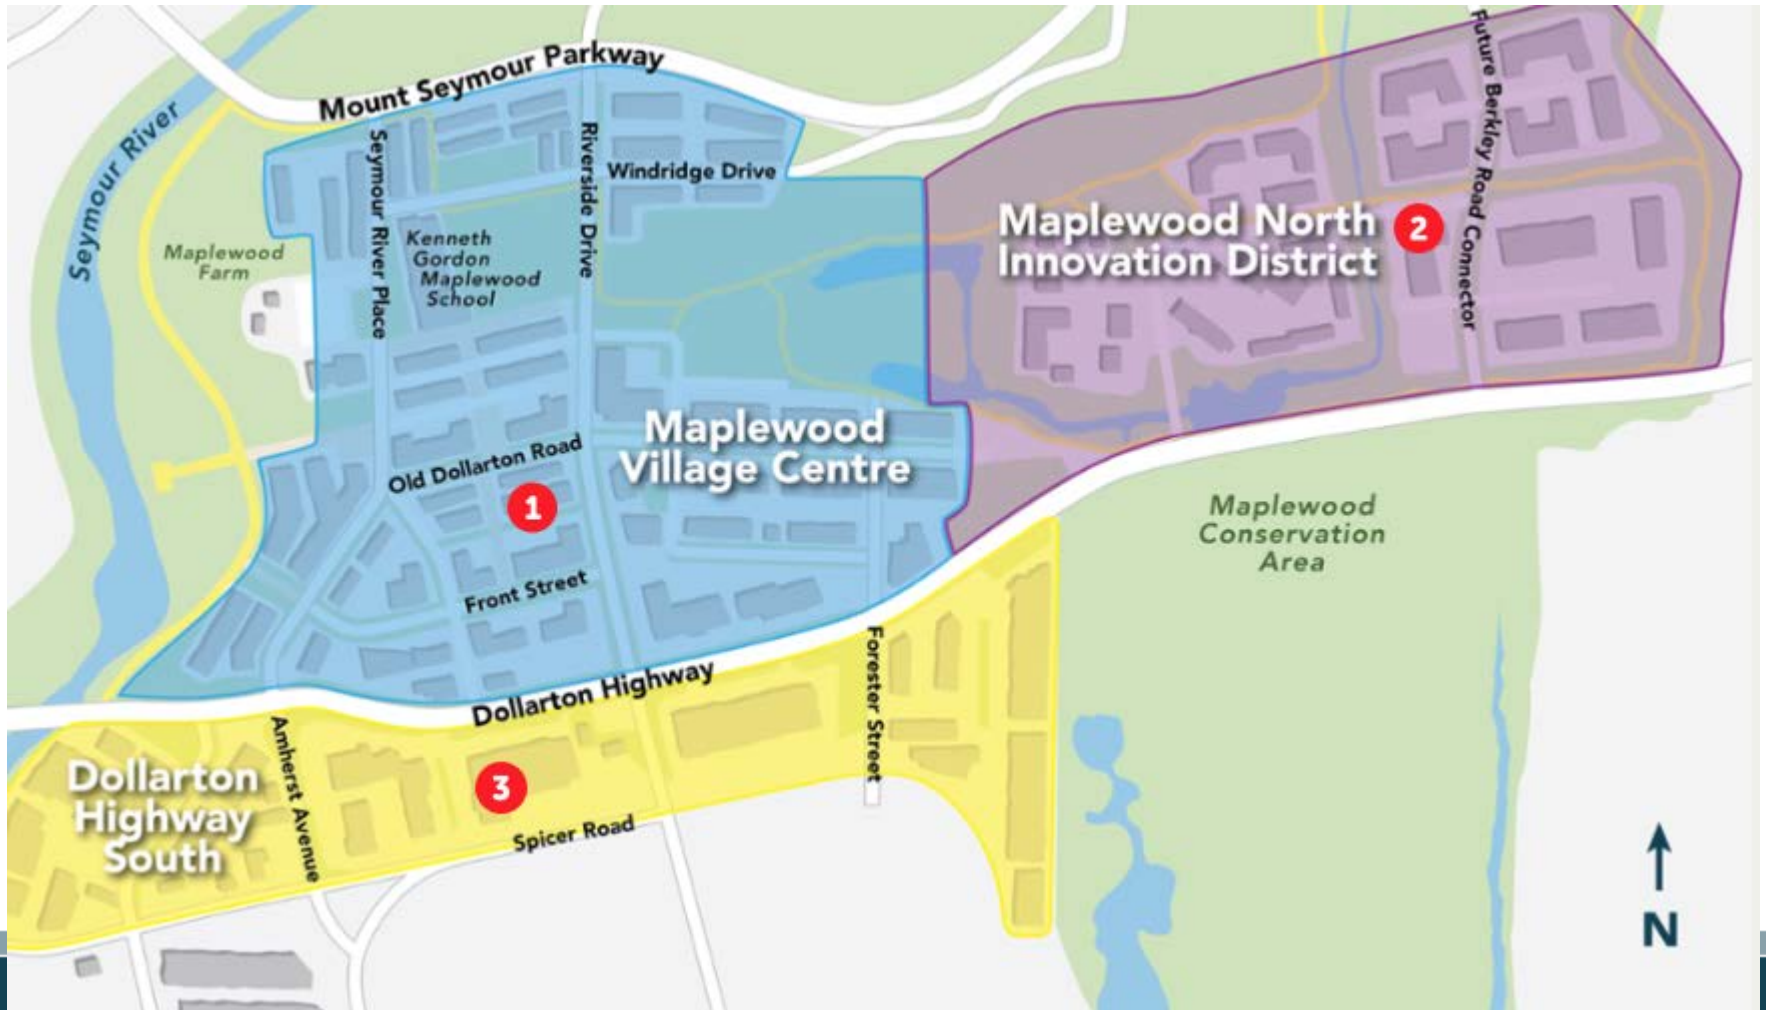 Mount Seymour Parkway
Future Berkley Road Connector
Seymour River
Seymour River Place
Riverside Drive
Windridge Drive
Maplewood
Farm
Kenneth
Gordon
Maplewood
School
Maplewood North
Innovation District
2
Maplewood
Village Centre
Old Dollarton Road
1
Front Street
Maplewood
Conservation
Area
Dollarton Highway
Forester Street
Amherst Avenue
Dollarton
Highway
South
3
Spicer Road
N